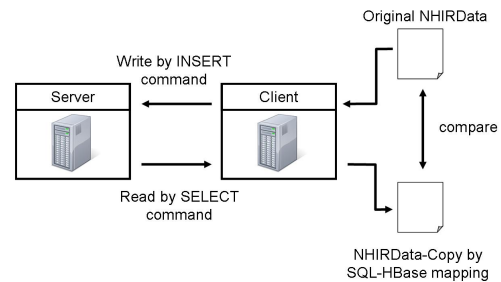 Original NHIRData
Write by INSERT
command
Server
Client
compare
Read by SELECT
command
NHIRData-Copy by
SQL-HBase mapping